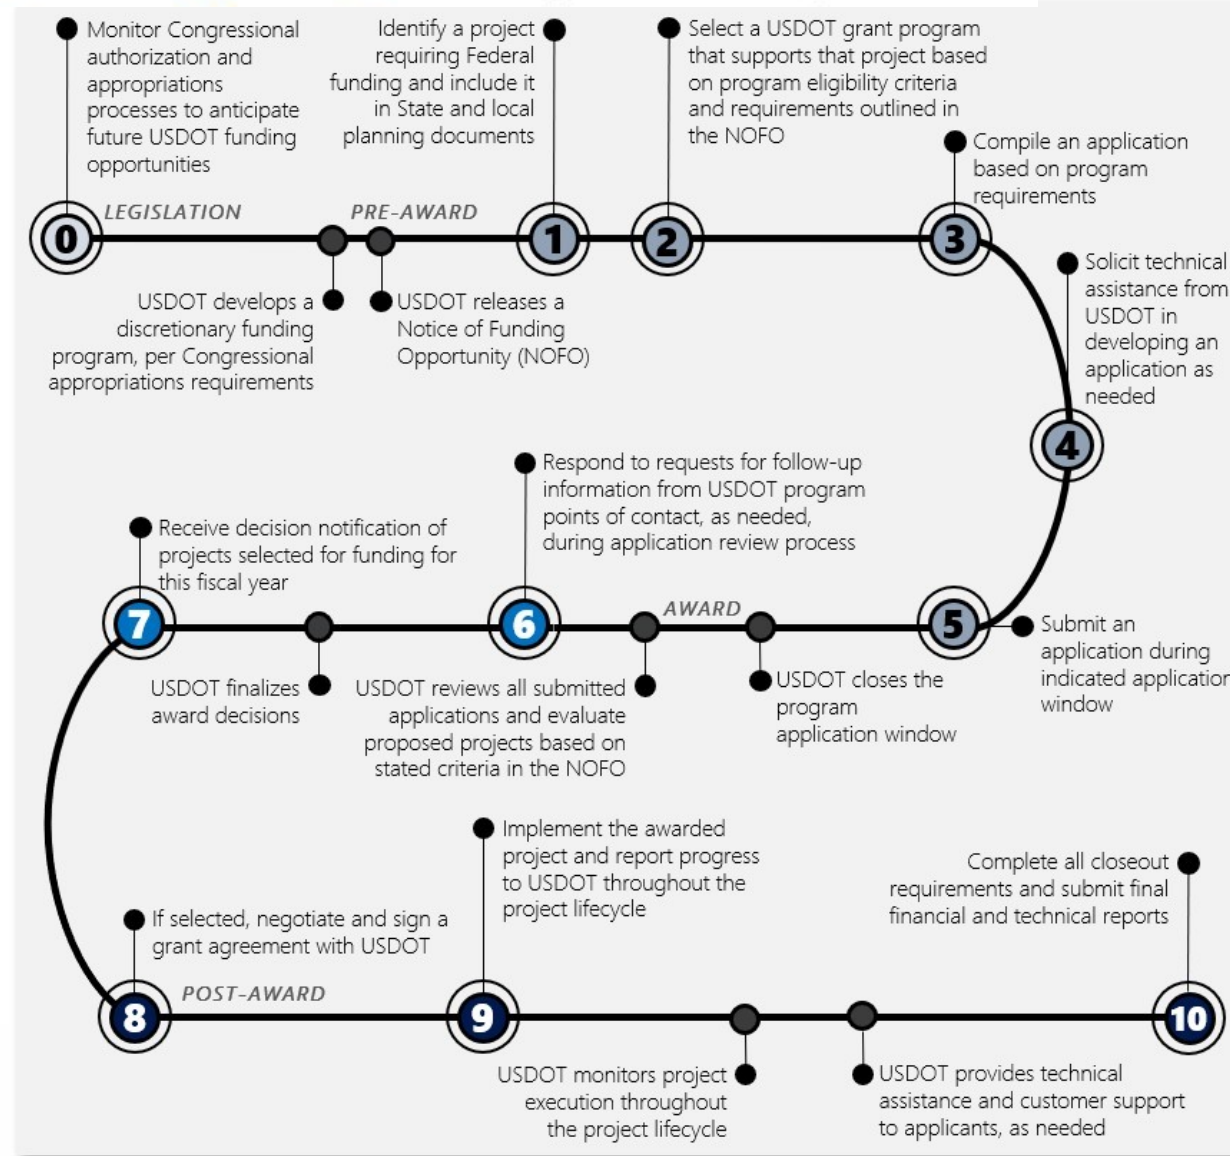 Monitor Congressional
authorization and
appropriations
processes to anticipate
future USDOT funding
opportunities
Identify a project
requiring Federal
funding and include it
in State and local
planning documents
Select a USDOT grant program
that supports that project based
on program eligibility criteria
and requirements outlined in
the NOFO
Compile an application
based on program
requirements
LEGISLATION
PRE-AWARD
0
1
2
3
USDOT develops a
discretionary funding
program, per Congressional
appropriations requirements
USDOT releases a
Notice of Funding
Opportunity (NOFO)
Solicit technical
assistance from
USDOT in
developing an
application as
needed
4
Respond to requests for follow-up
information from USDOT program
points of contact, as needed,
during application review process
Receive decision notification of
projects selected for funding for
this fiscal year
AWARD
7
6
5
Submit an
application during
indicated application
window
USDOT finalizes
award decisions
USDOT reviews all submitted
applications and evaluate
proposed projects based on
stated criteria in the NOFO
USDOT closes the
program
application window
Implement the awarded
project and report progress
to USDOT throughout the
project lifecycle
Complete all closeout
requirements and submit final
financial and technical reports
If selected, negotiate and sign a
grant agreement with USDOT
POST-AWARD
8
9
10
USDOT monitors project
execution throughout
the project lifecycle
USDOT provides technical
assistance and customer support
to applicants, as needed